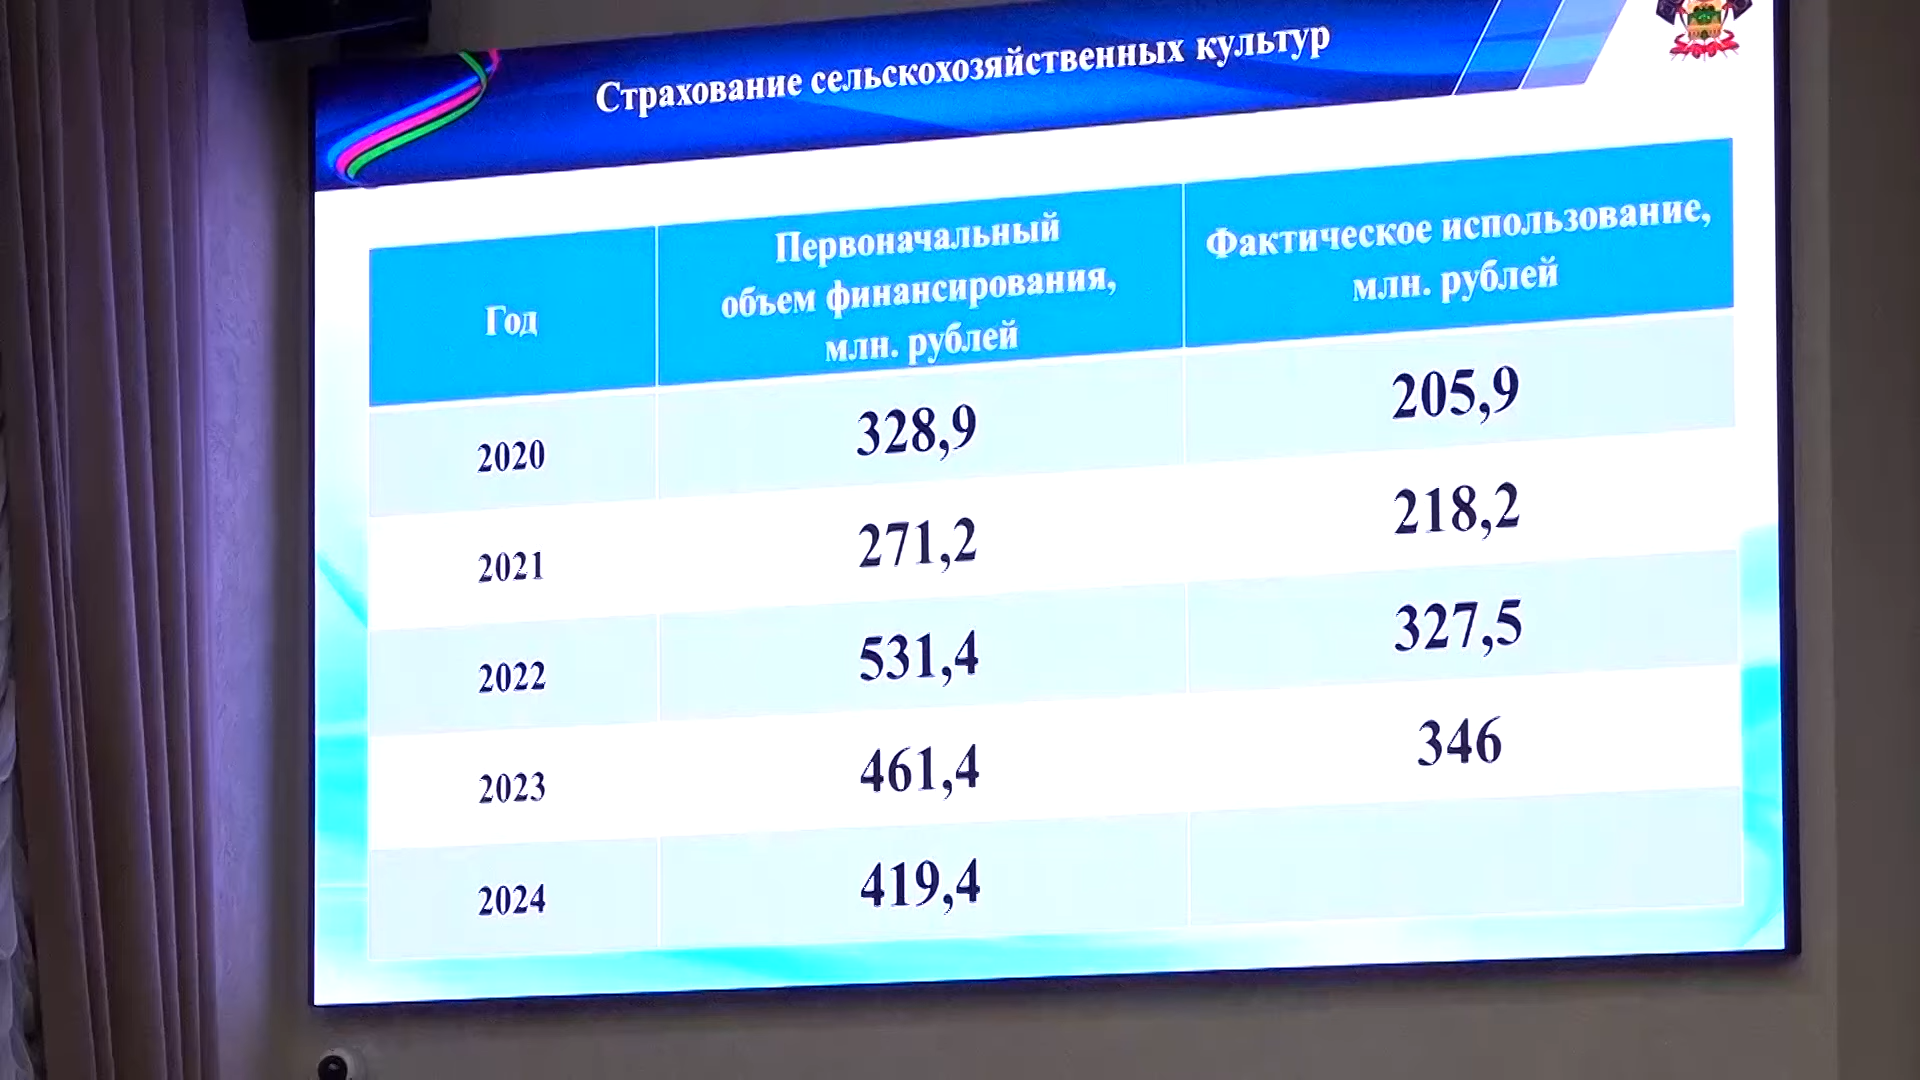 Страхование сельскохозяйственных культур
Год
Первоначальный
объем финансирования,
млн. рублей
Фактическое использование,
млн. рублей
2020
328,9
205,9
2021
271,2
218,2
2022
531,4
327,5
2023
461,4
346
2024
419,4